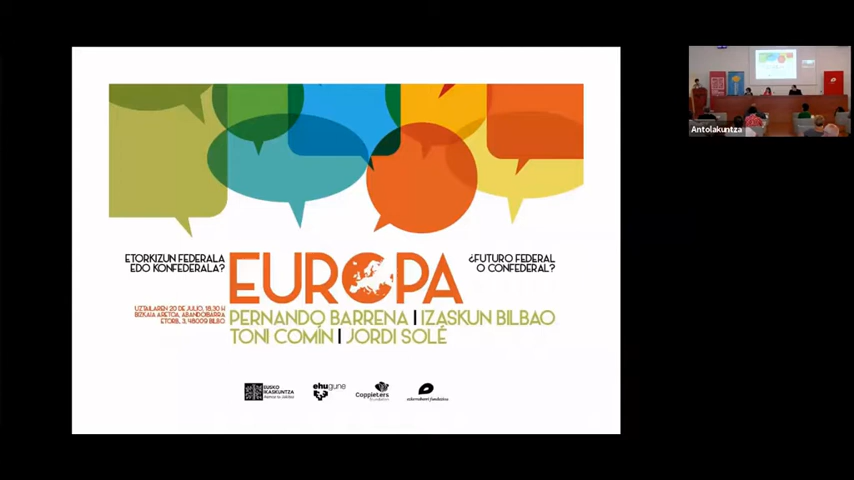 Antolakuntza
ETORKIZUN FEDERALA
EDO KONFEDERALA?
EUROPA
¿FUTURO FEDERAL
O CONFEDERAL?
UZTAILAREN 20 DE JULIO, 18,30 H
BIZKAIA ARETOA, ABANDOIBARRA
ETORB. 3, 48009 BILBO
PERNANDO BARRENA | IZASKUN BILBAO
TONI COMÍN | JORDI SOLÉ
EUSKO
IKASKUNTZA
ehugune
Coppieters
foundation